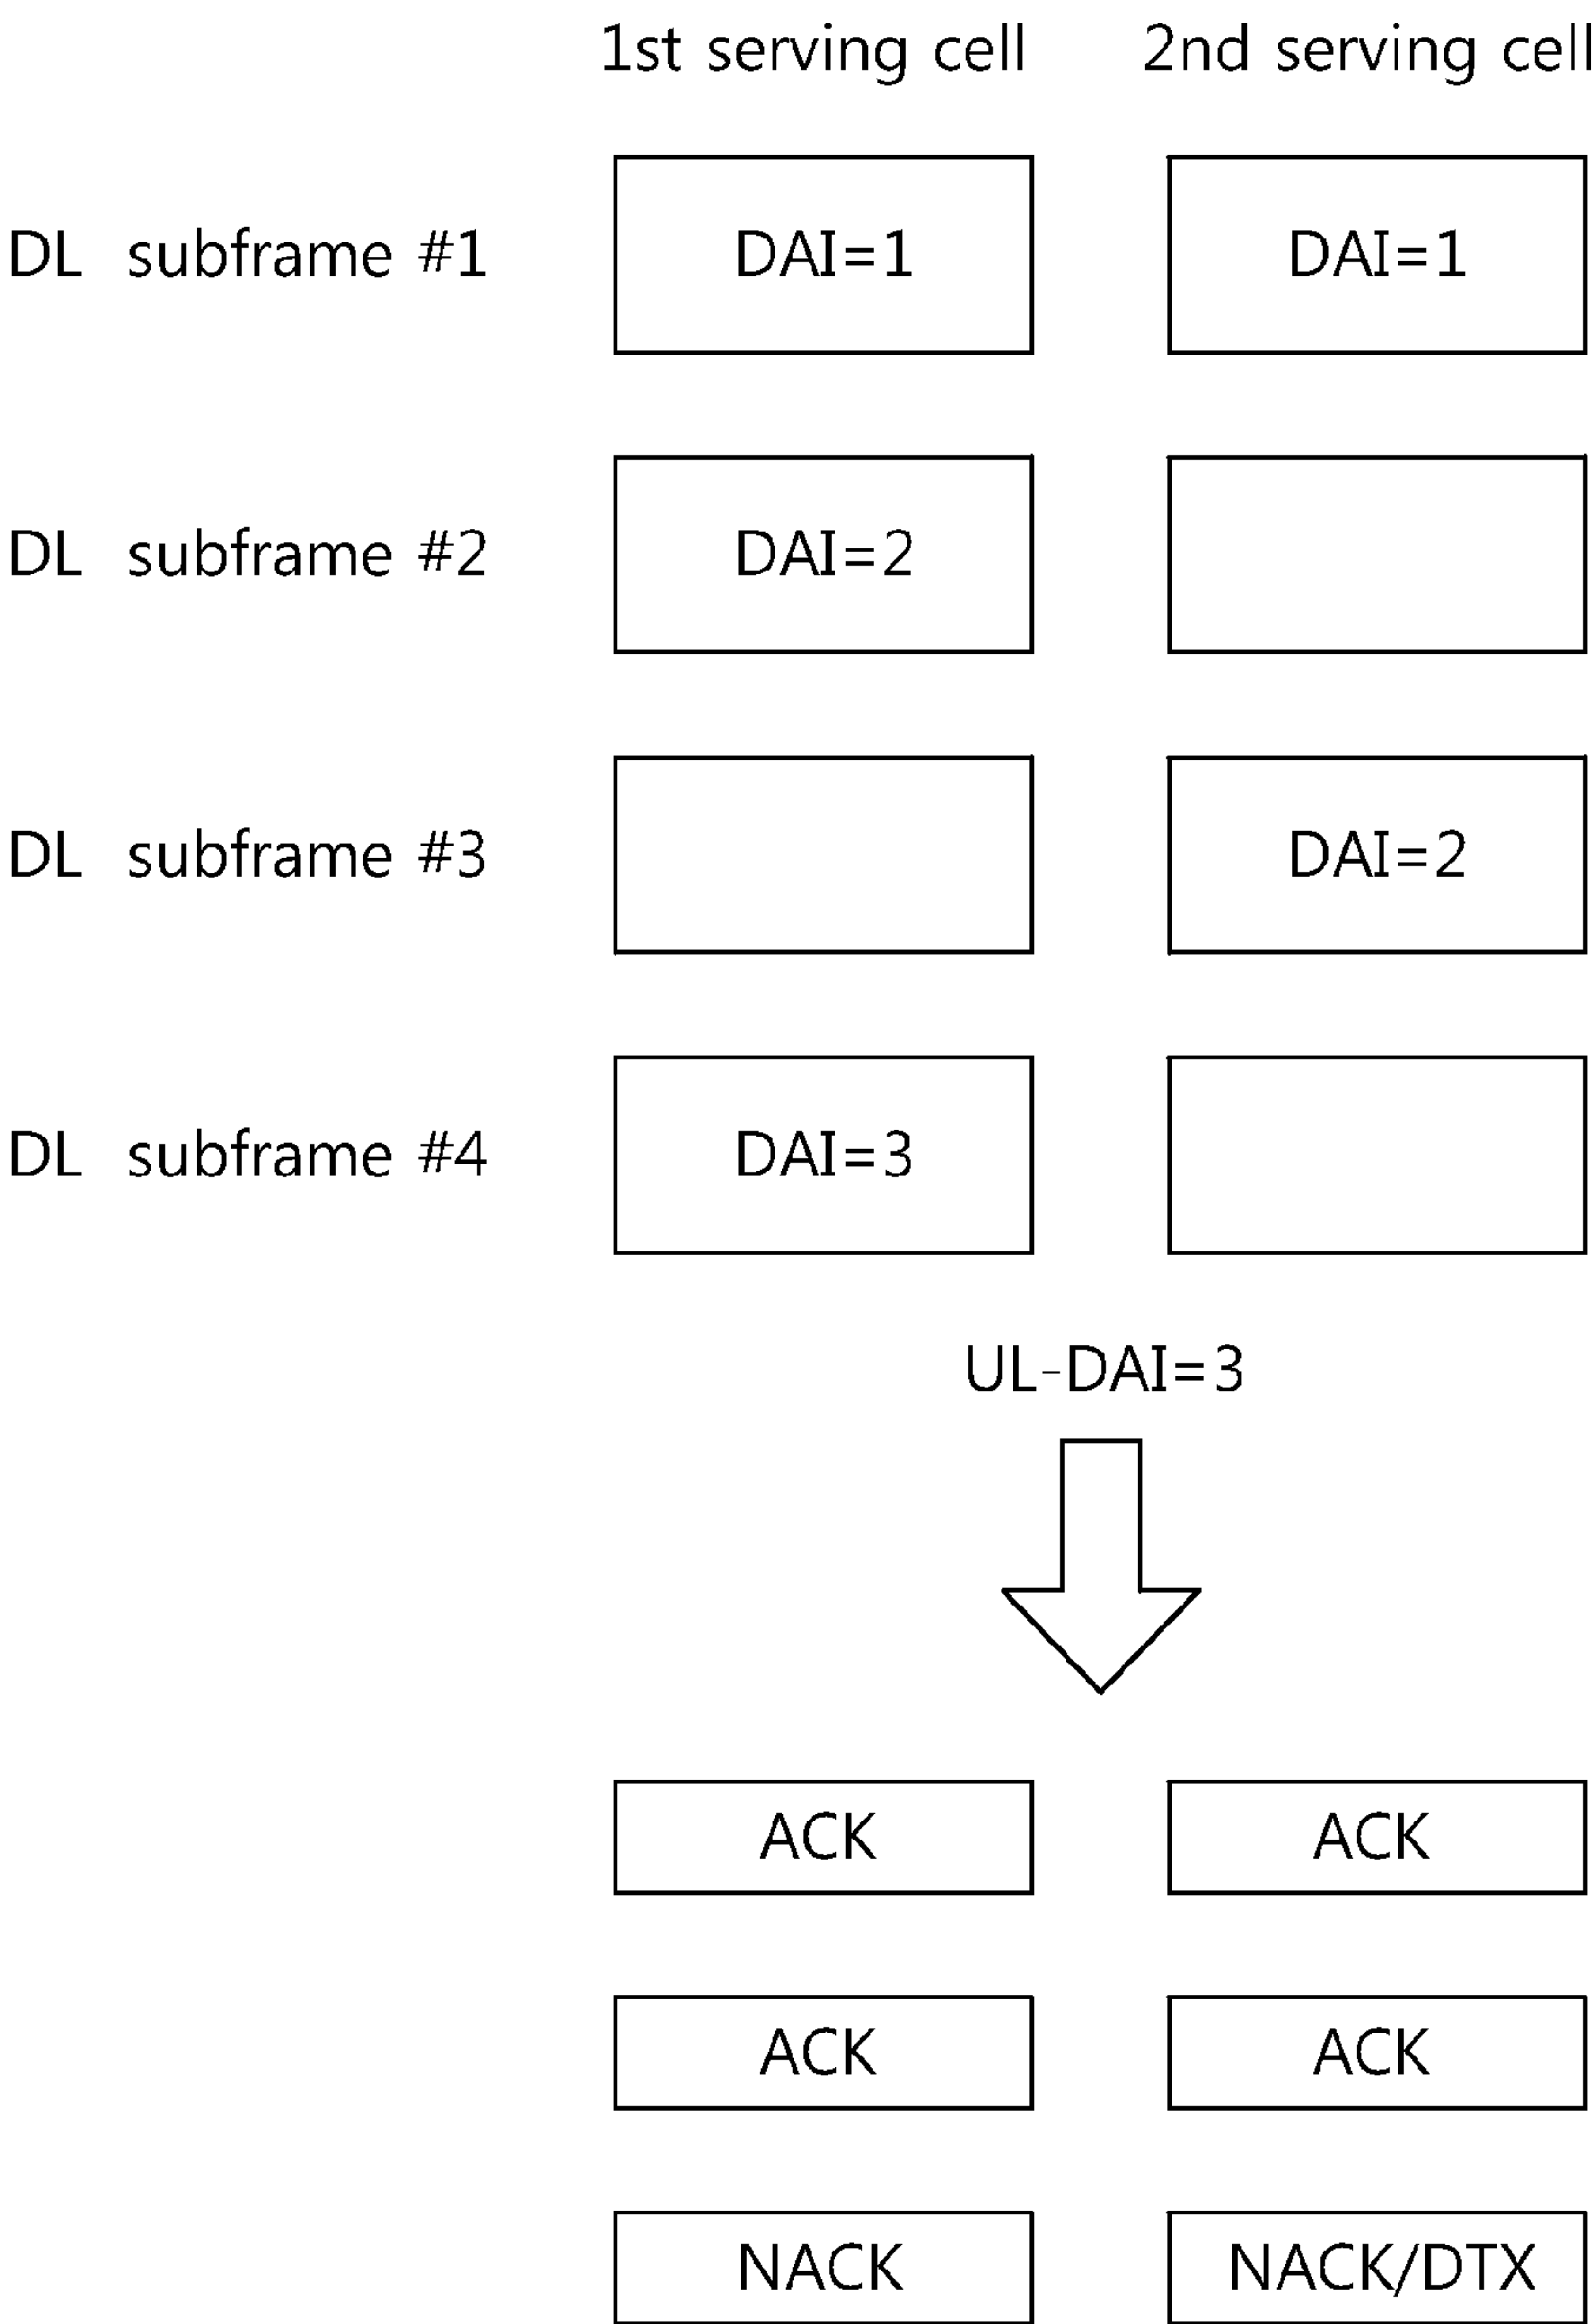 1st serving cell 2nd serving cell
DL subframe #1 DAI=1 DAI=1
DL subframe #2 DAI=2
DL subframe #3 DAI=2
DL subframe #4 DAI=3
UL-DAI=3
ACK ACK
ACK ACK
NACK NACK/DTX